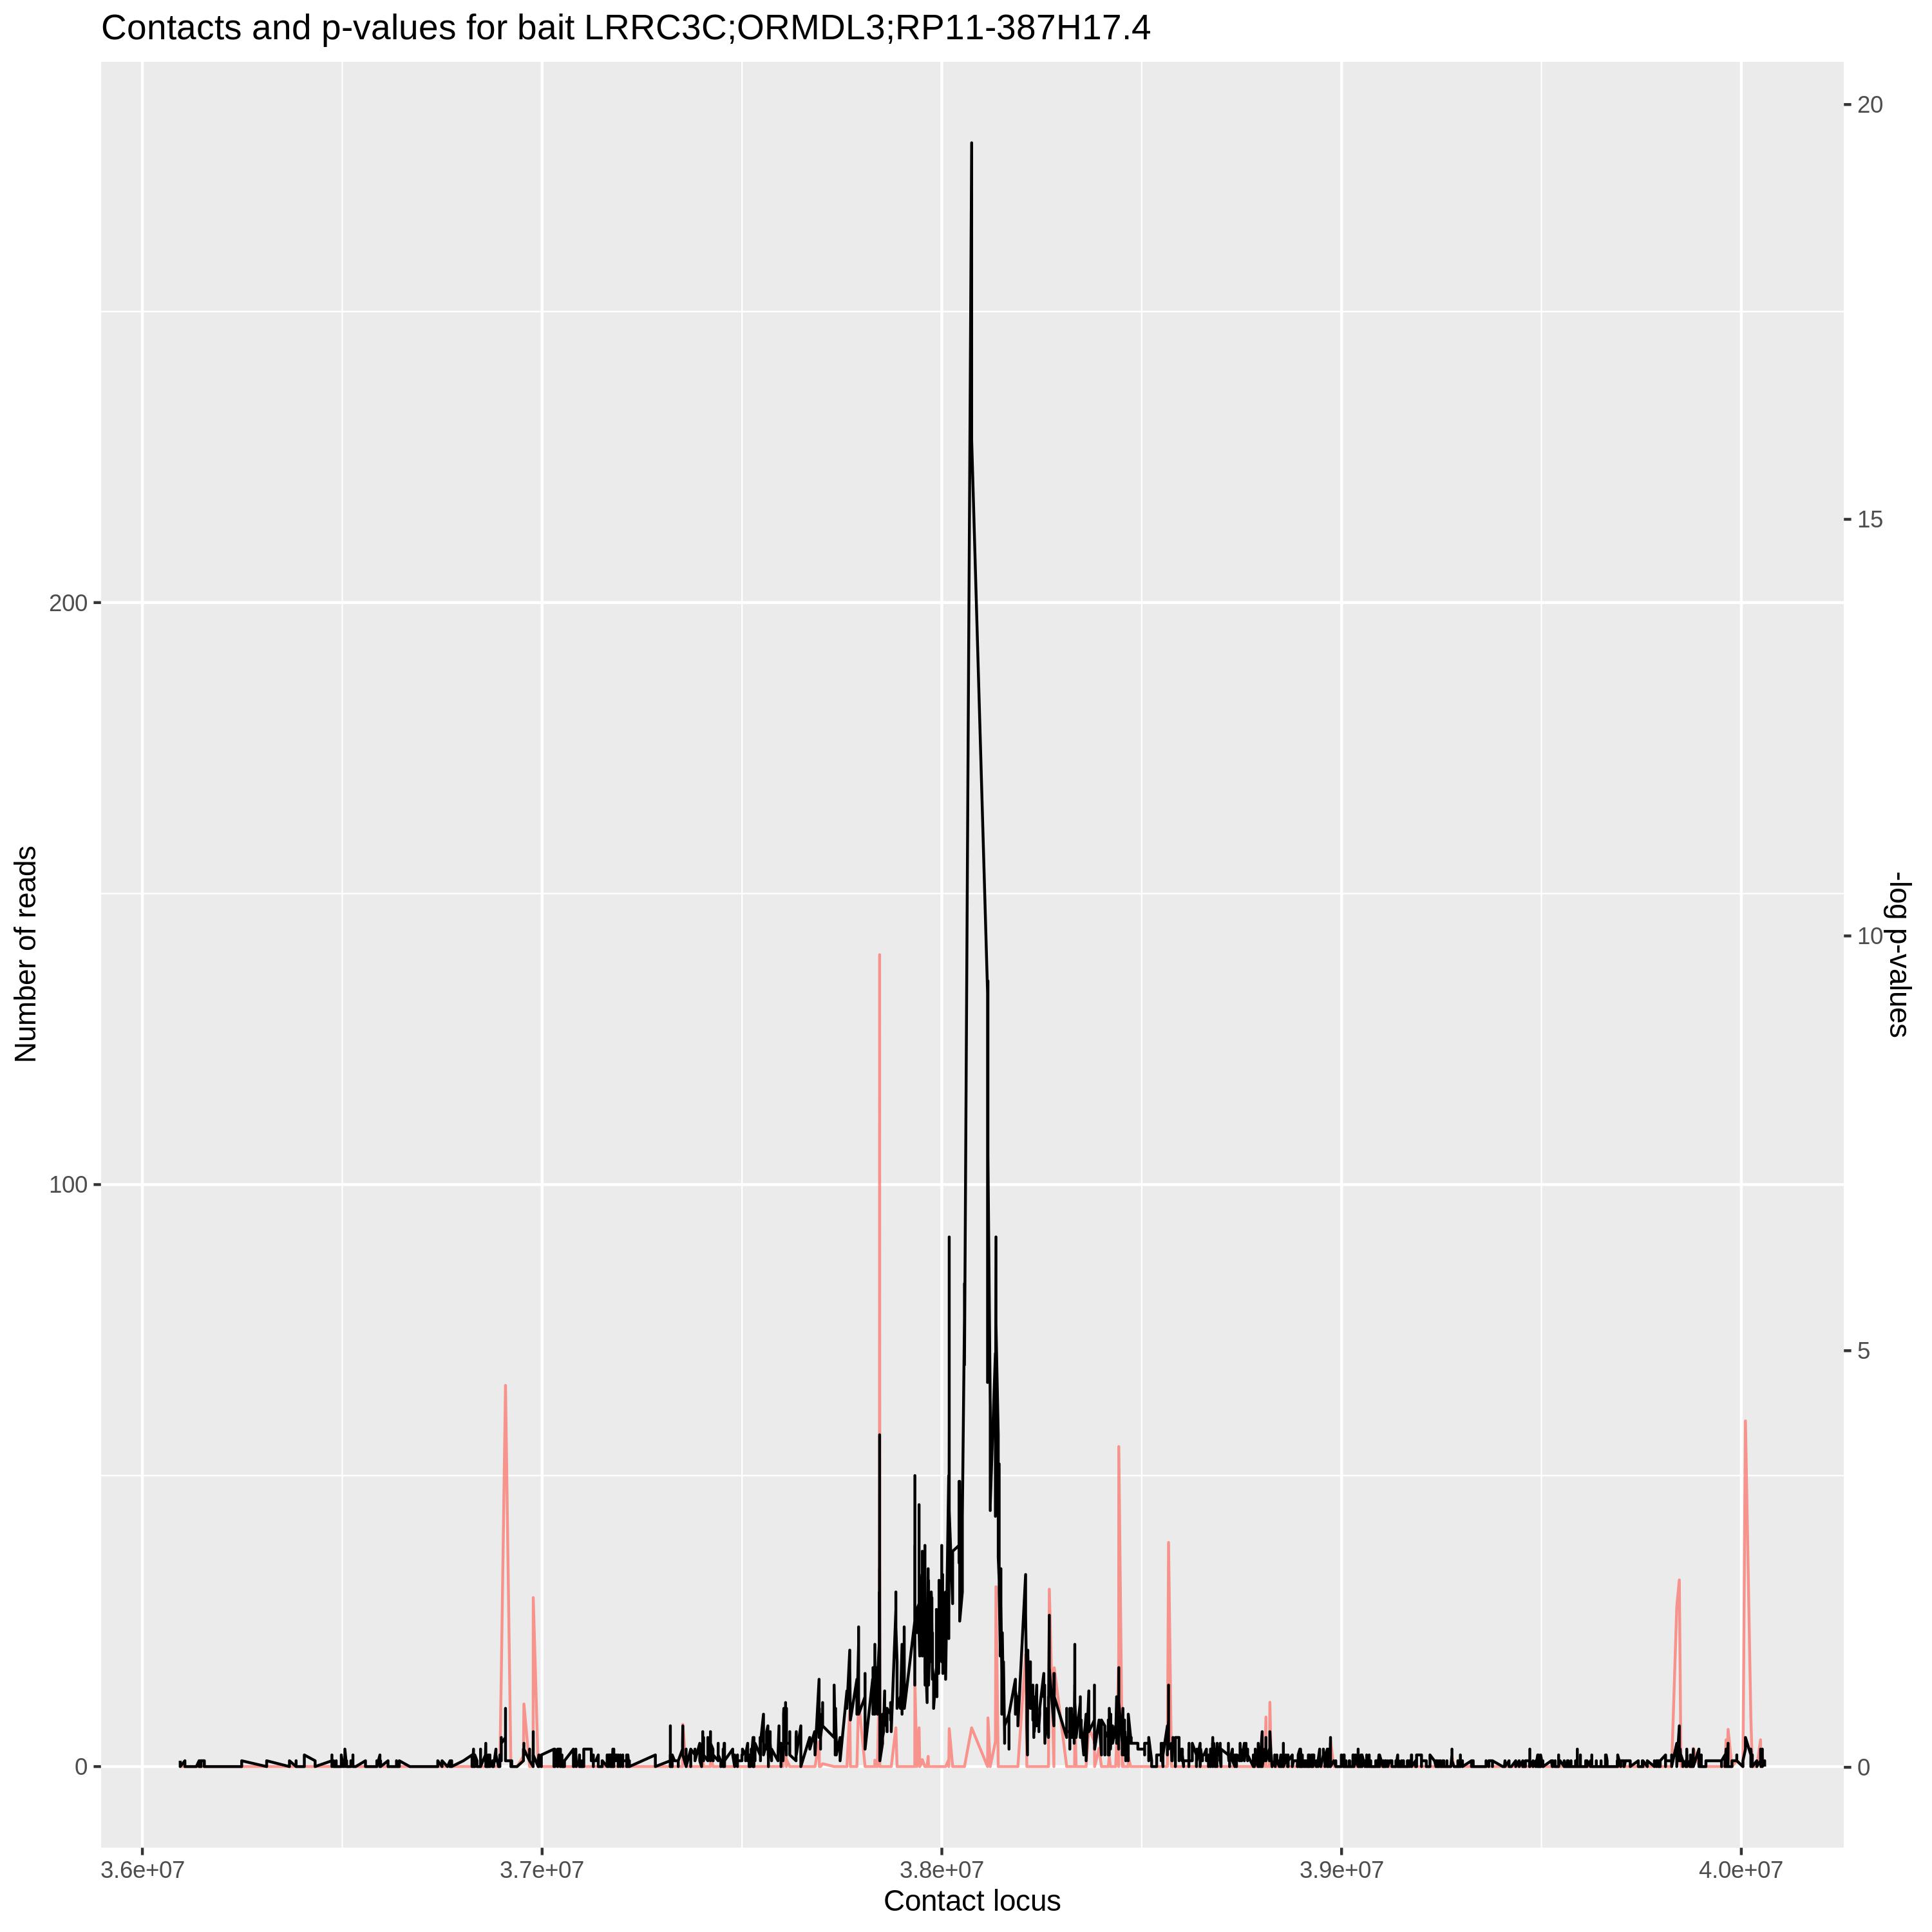 Contacts and p-values for bait LRRC3C;ORMDL3;RP11-387H17.4
20
15
10
5
0
200
100
0
Number of reads
-log p-values
3.6e+07 3.7e+07 3.8e+07 3.9e+07 4.0e+07
Contact locus